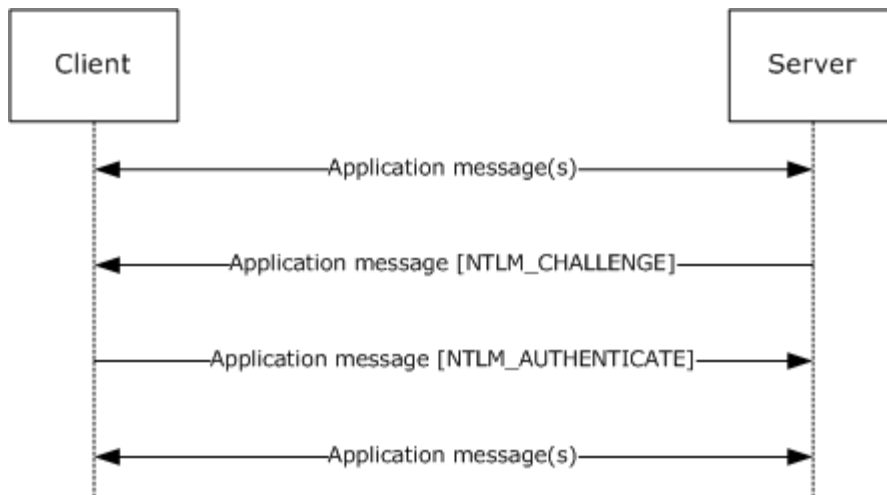 Client
Server
Application message(s)
Application message [NTLM_CHALLENGE]
Application message [NTLM_AUTHENTICATE]
Application message(s)